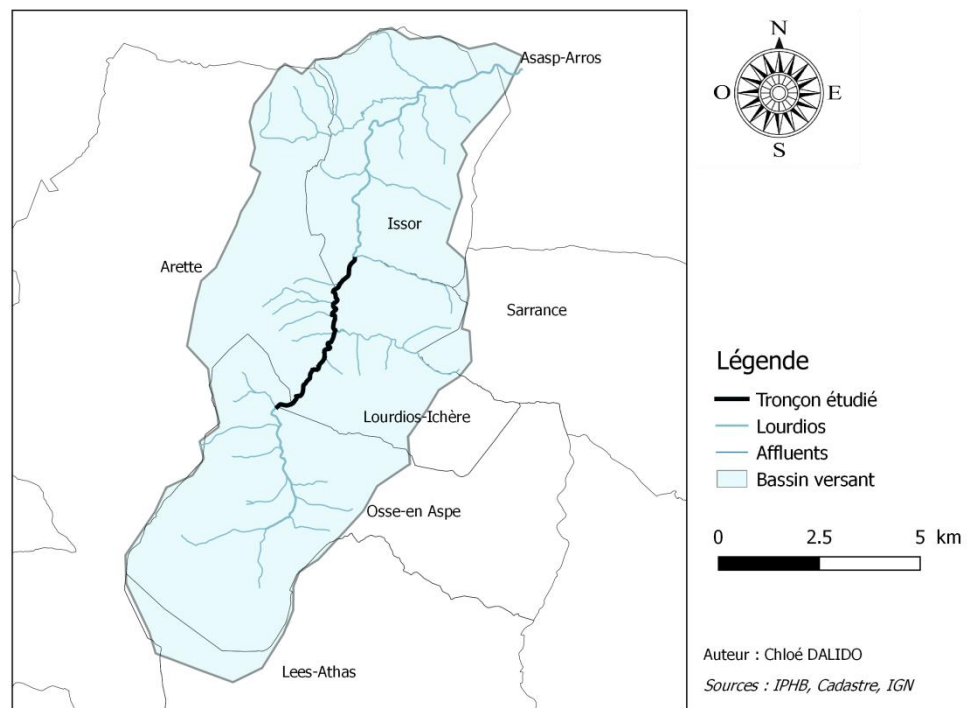 Asasp-Arros
Issor
Arette
Sarrance
Lourdios-Ichère
Osse-en Aspe
Lees-Athas
N
O
E
S
Légende
Tronçon étudié
Lourdios
Affluents
Bassin versant
0 2.5 5 km
Auteur : Chloé DALIDO
Sources : IPHB, Cadastre, IGN